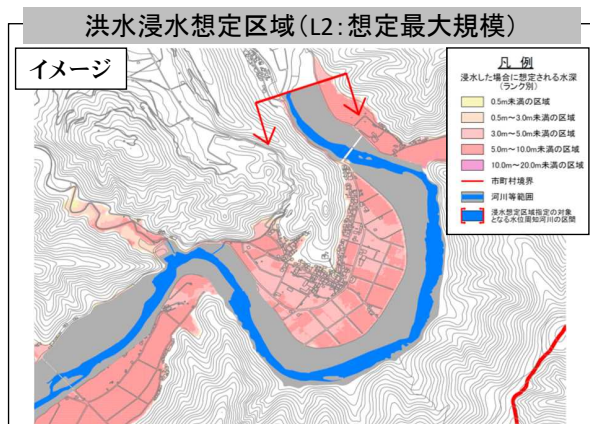 洪水浸水想定区域（L2：想定最大規模）
イメージ
凡 例
浸水した場合に想定される水深
（ランク別）
0.5m未満の区域
0.5m～3.0m未満の区域
3.0m～5.0m未満の区域
5.0m～10.0m未満の区域
10.0m～20.0m未満の区域
市町村境界
河川等範囲
浸水想定区域指定の対象
となる水位周知河川の区間